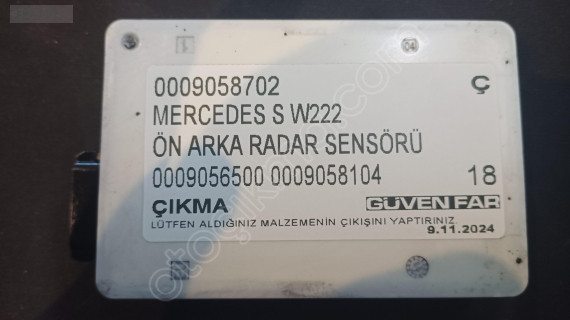 0009058702 Ç
MERCEDES S W222
ÖN ARKA RADAR SENSÖRÜ
0009056500 0009058104 18
ÇIKMA GÜVEN FAR
LÜTFEN ALDIĞINIZ MALZEMENİN ÇIKIŞINI YAPTIRINIZ.
9.11.2024